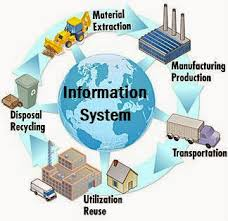 Material
Extraction
Manufacturing
Production
Information
System
Disposal
Recycling
Transportation
Utilization
Reuse